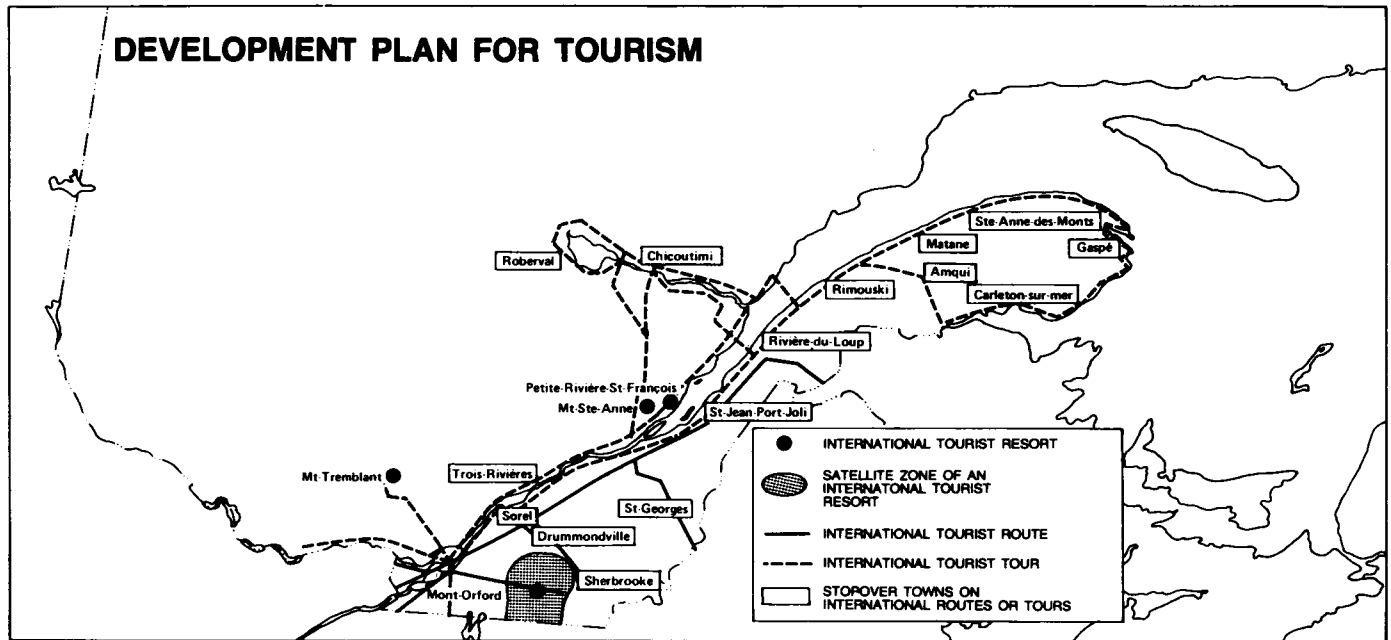 DEVELOPMENT PLAN FOR TOURISM
Ste-Anne-des-Monts
Matane
Gaspé
Roberval
Chicoutimi
Amqui
Rimouski
Carleton-sur-mer
Rivière-du-Loup
Petite-Rivière-St-François
Mt-Ste-Anne
St-Jean-Port-Joli
Mt-Tremblant
Trois-Rivières
Sorel
St-Georges
Drummondville
Sherbrooke
Mont-Orford
INTERNATIONAL TOURIST RESORT
SATELLITE ZONE OF AN
INTERNATIONAL TOURIST
RESORT
INTERNATIONAL TOURIST ROUTE
INTERNATIONAL TOURIST TOUR
STOPOVER TOWNS ON
INTERNATIONAL ROUTES OR TOURS